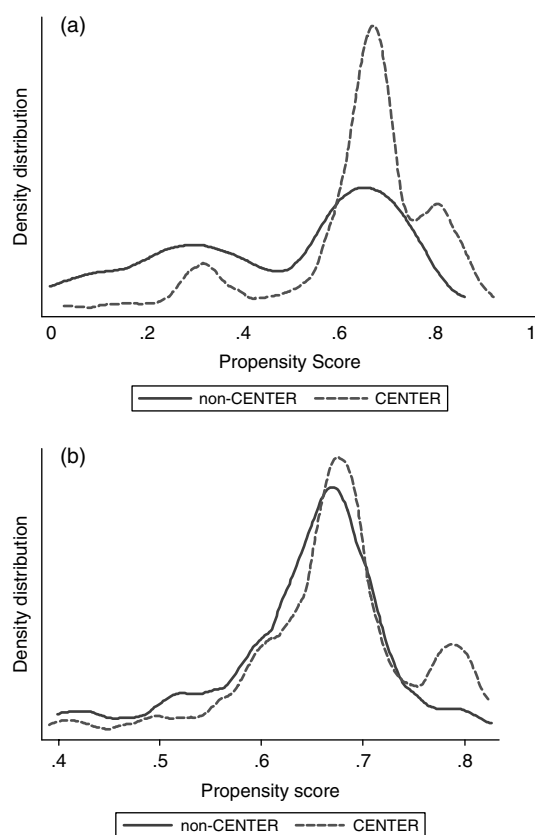 (a)
Density distribution
0 .2 .4 .6 .8 1
Propensity Score
non-CENTER CENTER
(b)
Density distribution
.4 .5 .6 .7 .8
Propensity score
non-CENTER CENTER